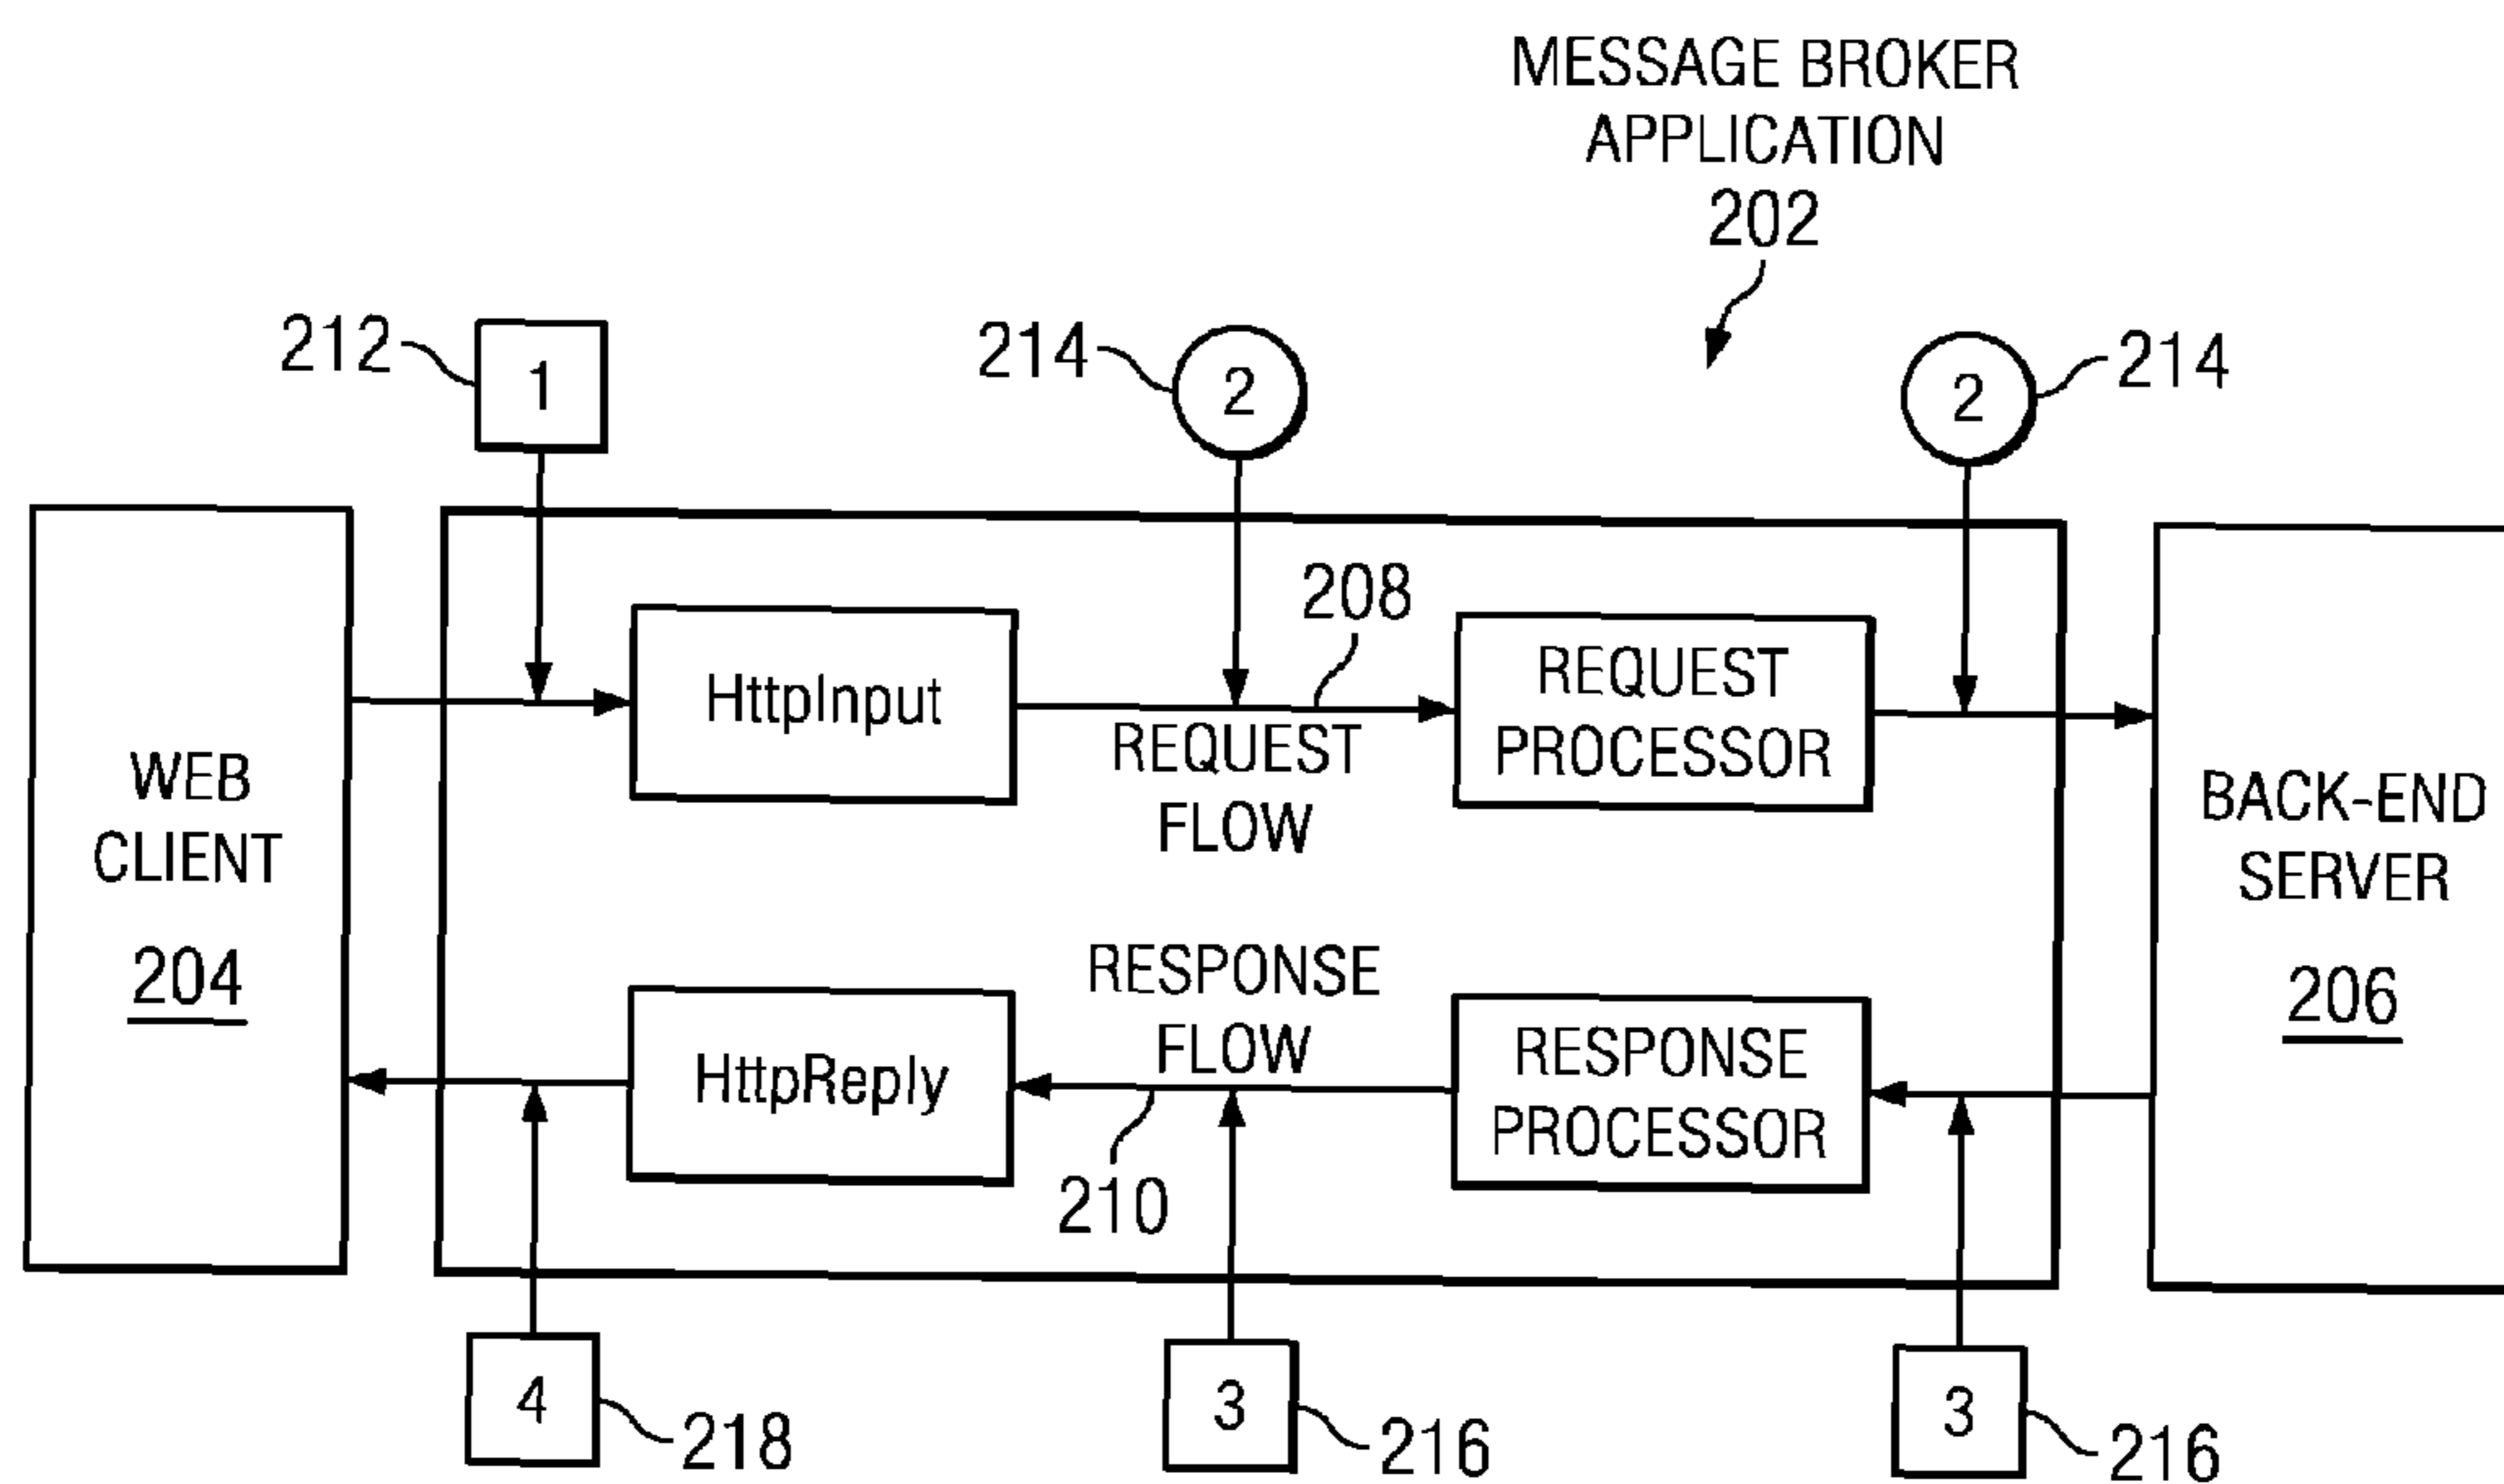 MESSAGE BROKER
APPLICATION
202
212
1
214
2
2
214
208
HttpInput
REQUEST
FLOW
REQUEST
PROCESSOR
WEB
CLIENT
204
BACK-END
SERVER
206
HttpReply
RESPONSE
FLOW
210
RESPONSE
PROCESSOR
4
218
3
216
3
216